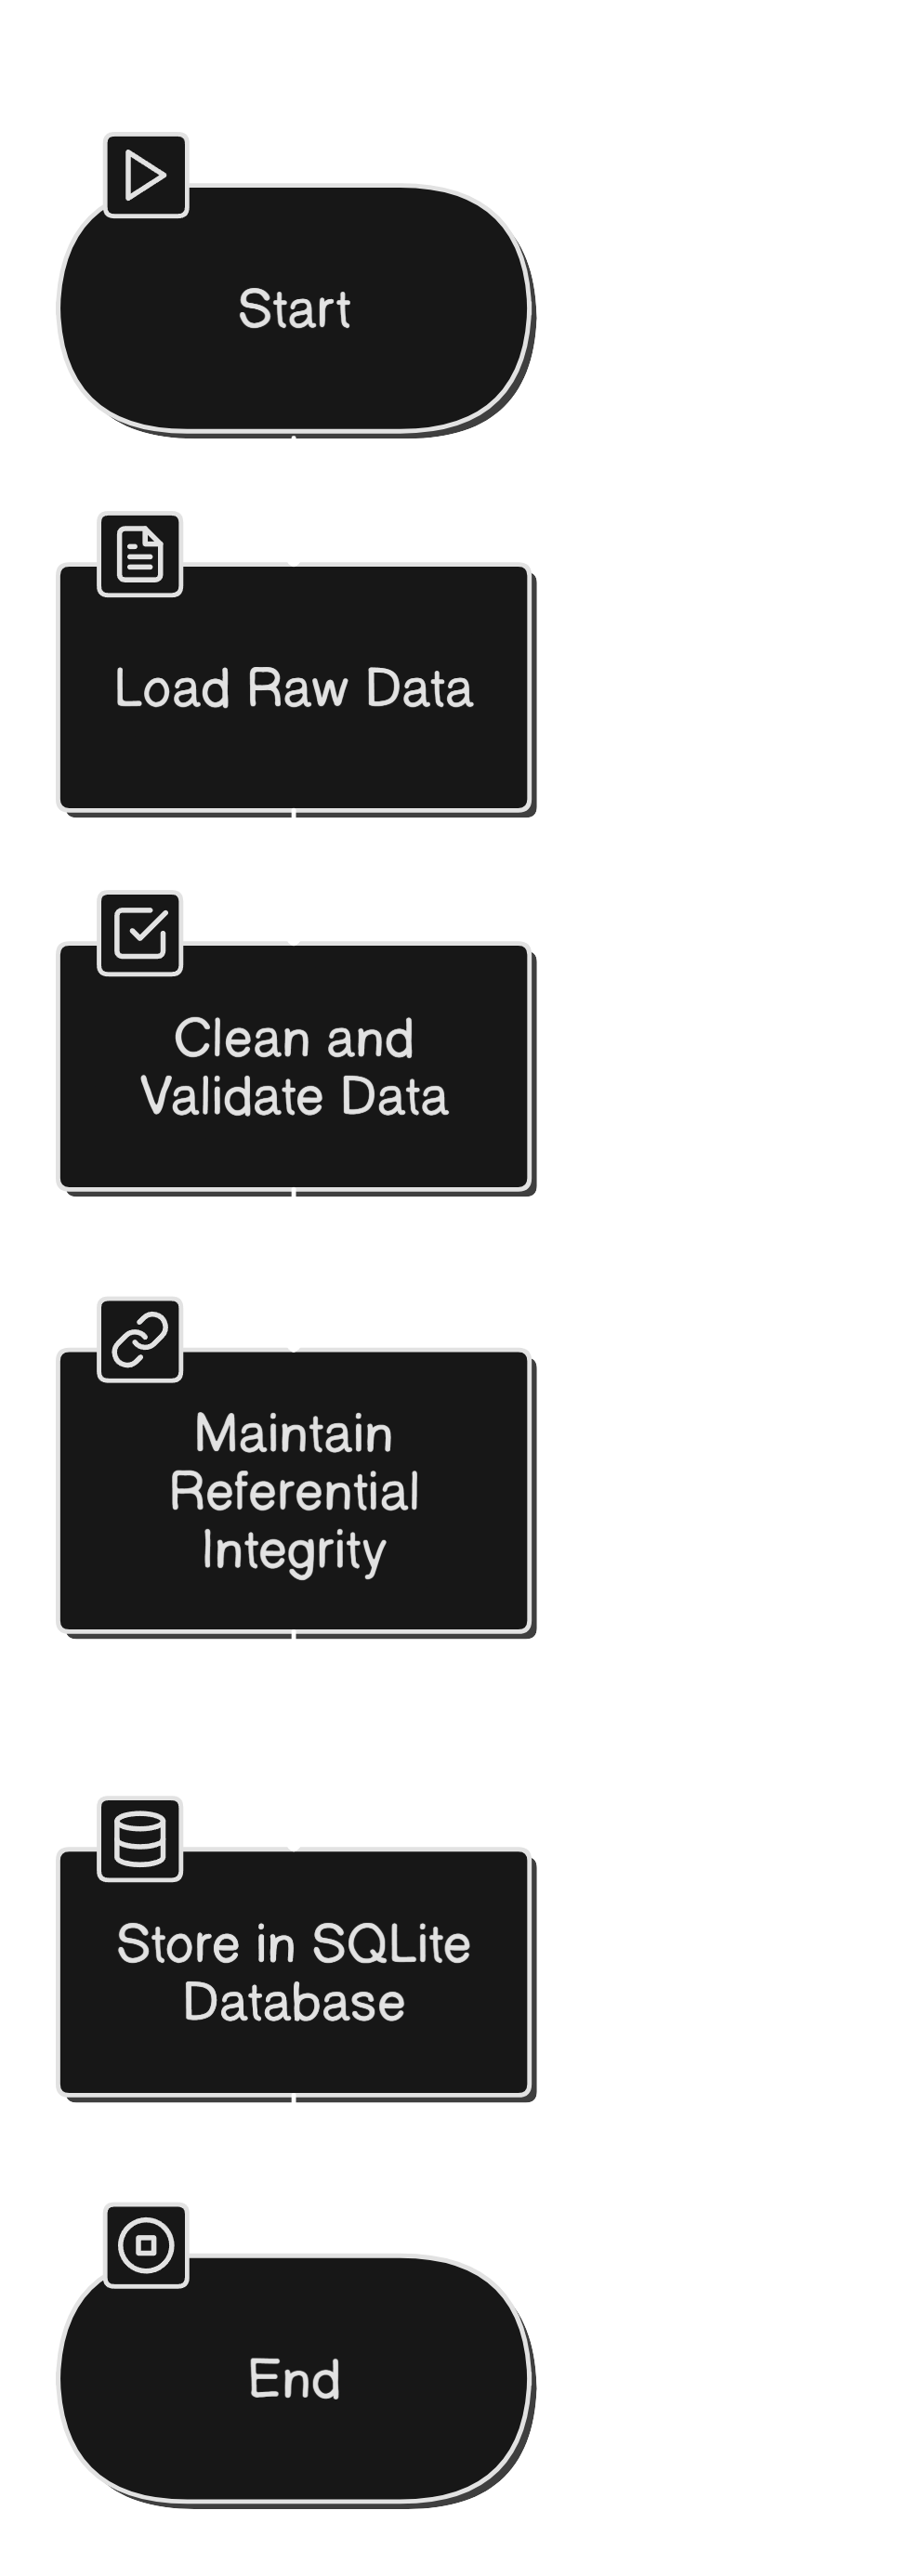 Start
Load Raw Data
Clean and
Validate Data
Maintain
Referential
Integrity
Store in SQLite
Database
End